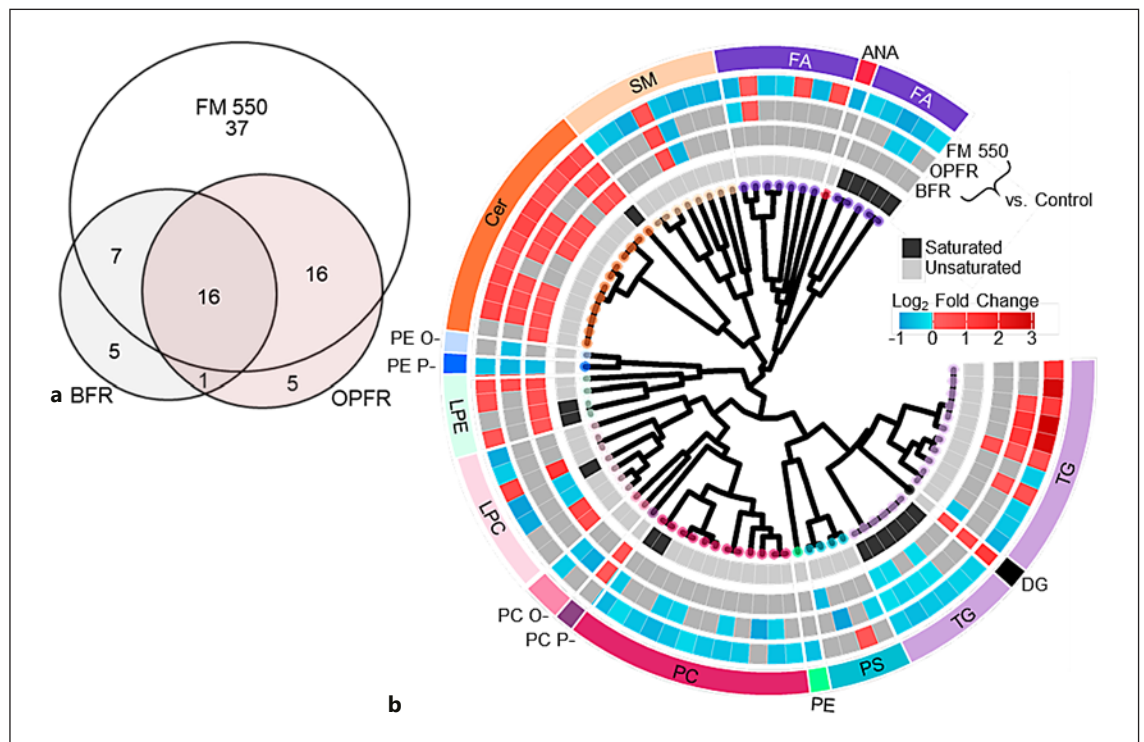 FM 550
37
7
16
16
5
1
5
a BFR
OPFR
SM
FA
ANA
FA
Cer
PE O-
PE P-
LPE
LPC
PC O-
PC P-
PC
PE
PS
TG
DG
TG
FM 550
OPFR
BFR
vs. Control
Saturated
Unsaturated
Log₂ Fold Change
-1 0 1 2 3
b